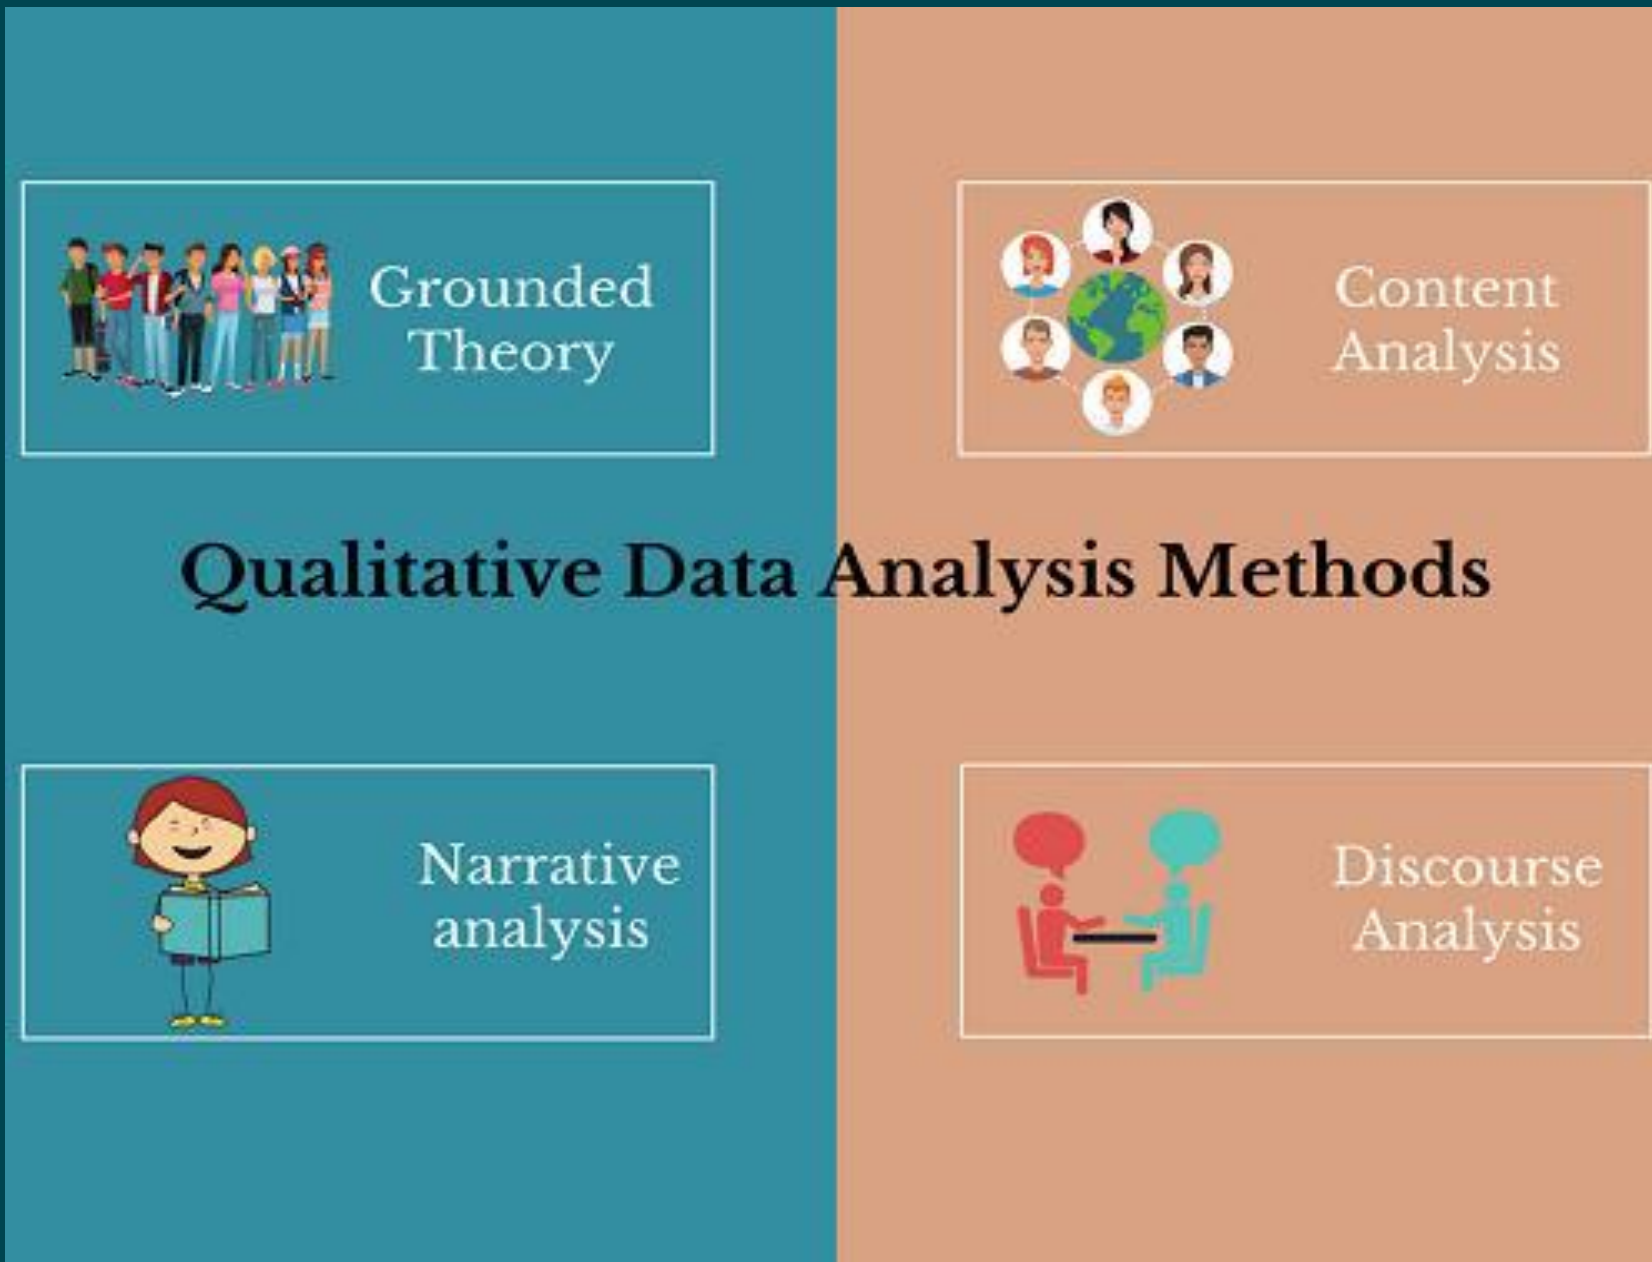 Grounded
Theory
Content
Analysis
Qualitative Data Analysis Methods
Narrative
analysis
Discourse
Analysis